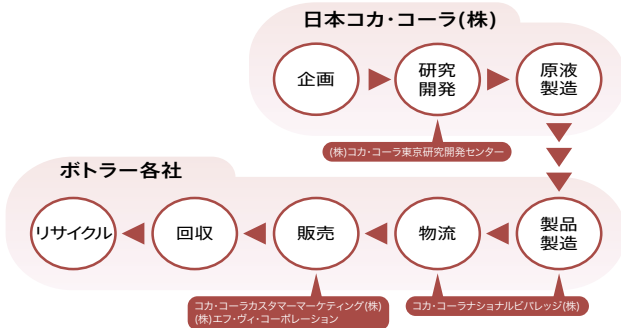 日本コカ・コーラ(株)
企画
研究
開発
原液
製造
(株)コカ・コーラ東京研究開発センター
ボトラー各社
リサイクル
回収
販売
物流
製品
製造
コカ・コーラカスタマーマーケティング(株)
(株)エフ・ヴィ・コーポレーション
コカ・コーラナショナルビバレッジ(株)